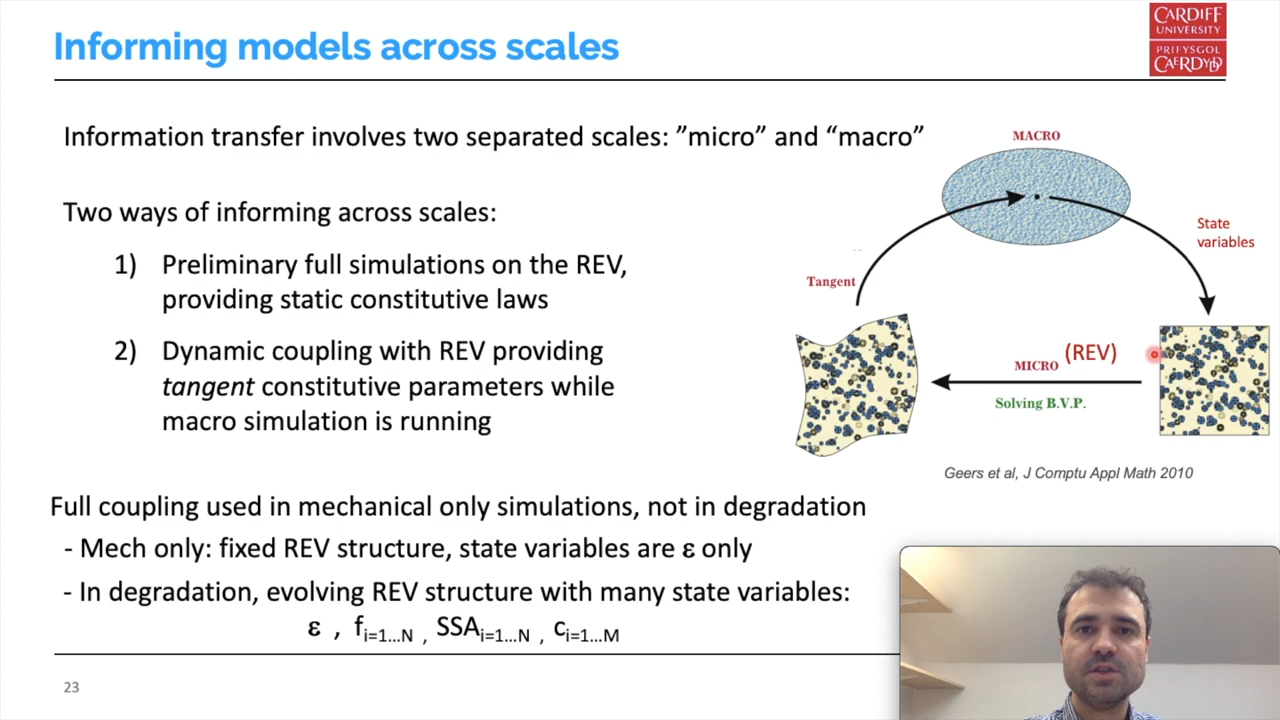 Informing models across scales
CARDIFF
UNIVERSITY
PRIFYSGOL
CAERDYDD
Information transfer involves two separated scales: ”micro” and “macro”
Two ways of informing across scales:
1) Preliminary full simulations on the REV,
providing static constitutive laws
2) Dynamic coupling with REV providing
tangent constitutive parameters while
macro simulation is running
MACRO
State
variables
Tangent
MICRO (REV)
Solving B.V.P.
Geers et al, J Comptu Appl Math 2010
Full coupling used in mechanical only simulations, not in degradation
- Mech only: fixed REV structure, state variables are ε only
- In degradation, evolving REV structure with many state variables:
ε , f i=1...N , SSA i=1...N , c i=1...M
23